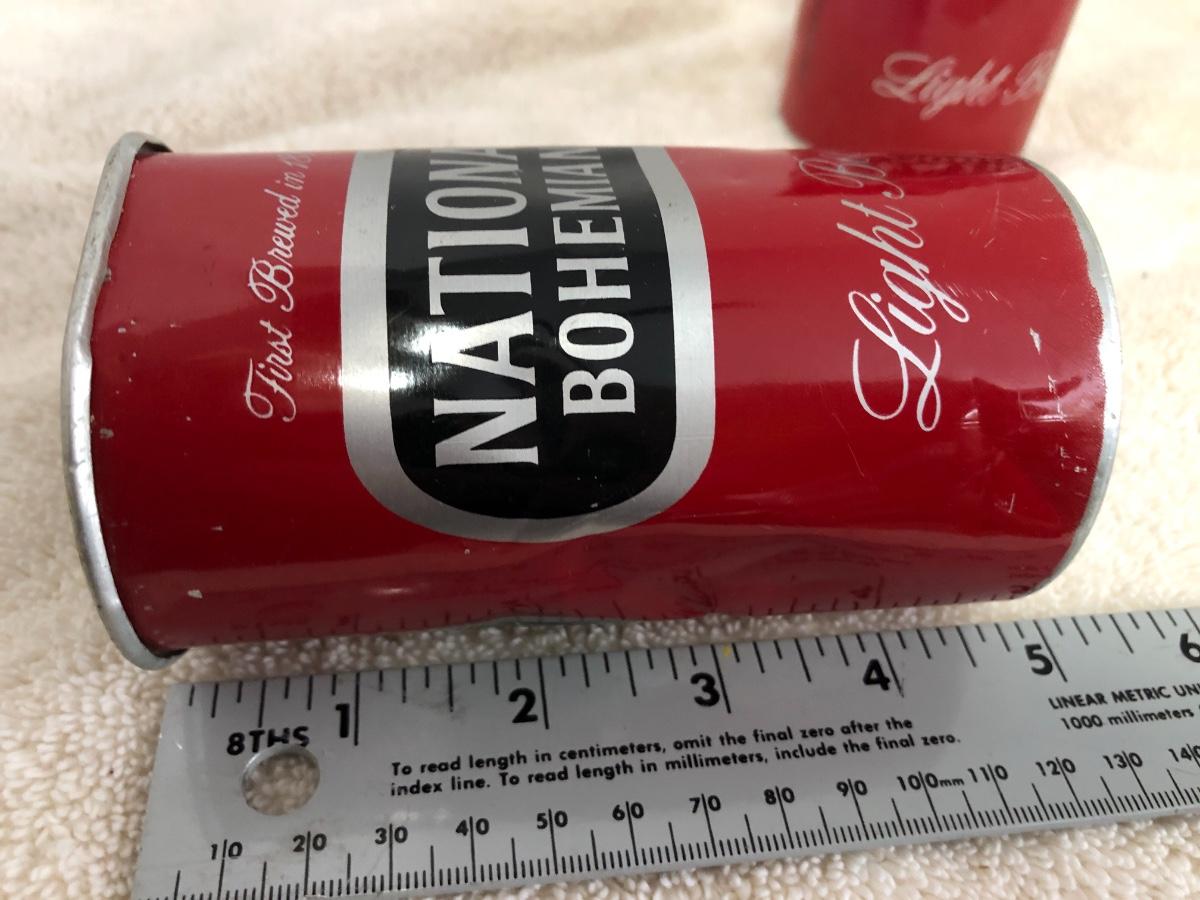 First Brewed in
NATIONA
BOHEMIAN
Light
Light B
1
2
3
4
5
6
8THS
To read length in centimeters, omit the final zero after the
index line. To read length in millimeters, include the final zero.
LINEAR METRIC UN
1000 millimeters
10 20 30 40 50 60 70 80 90 100mm 110 120 130 140